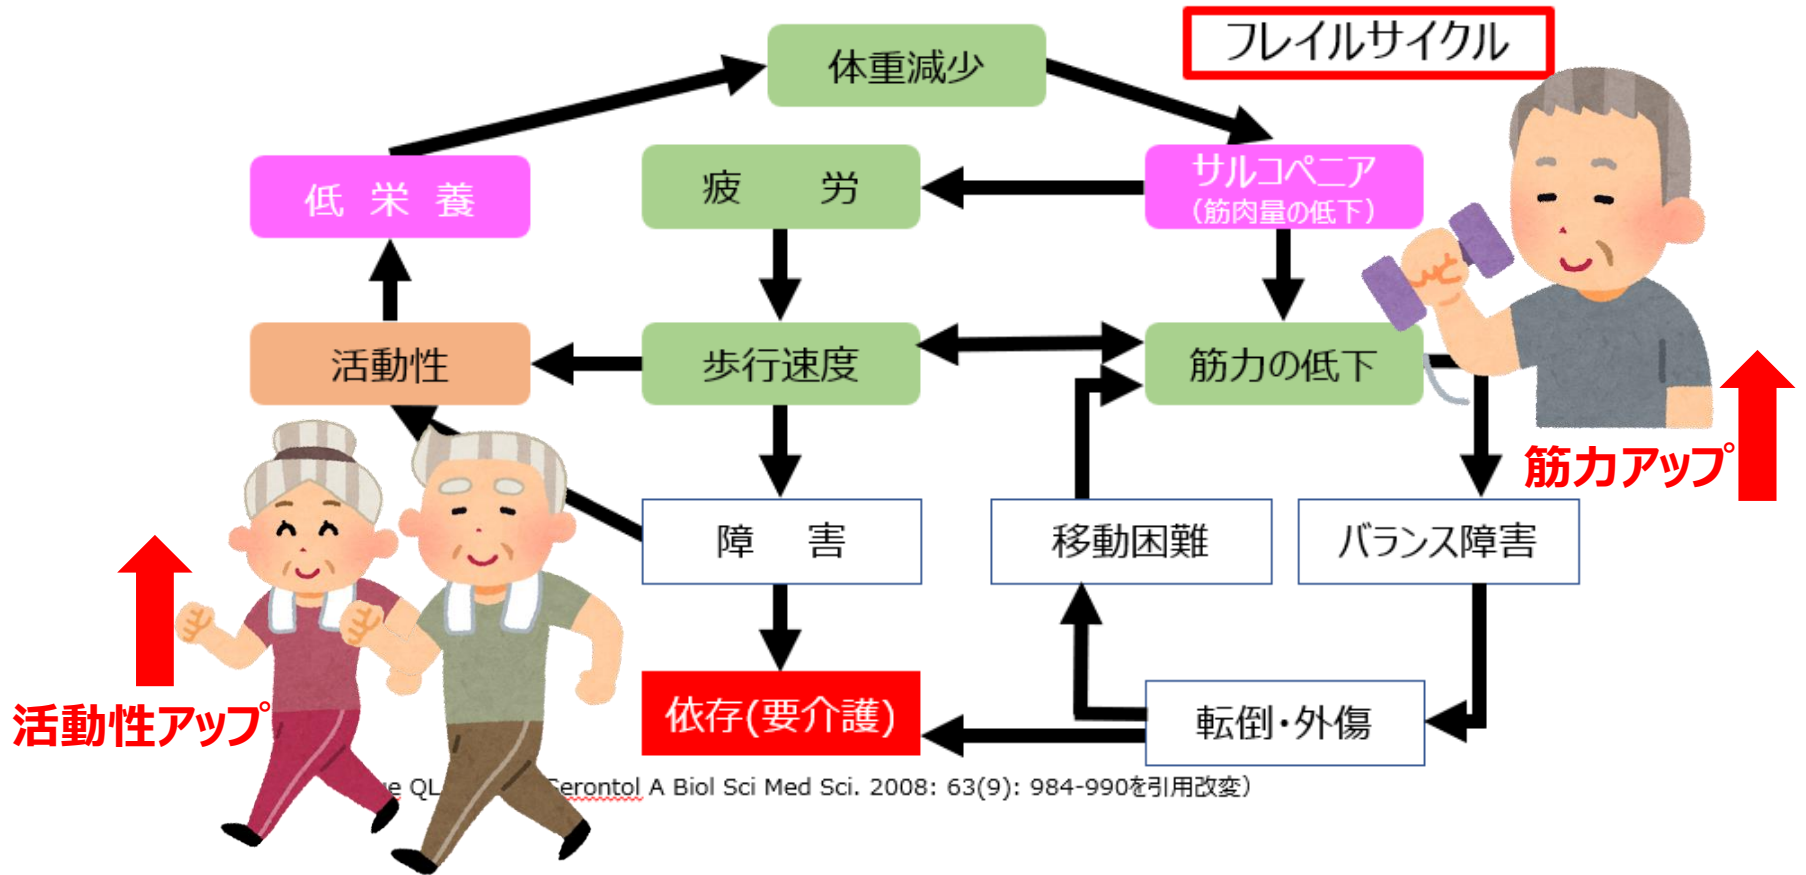 フレイルサイクル
体重減少
低 栄 養
疲 労
サルコペニア
(筋肉量の低下)
活動性
歩行速度
筋力の低下
筋力アップ
障 害
移動困難
バランス障害
活動性アップ
依存(要介護)
転倒・外傷
QL Gerontol A Biol Sci Med Sci. 2008: 63(9): 984-990を引用改変)